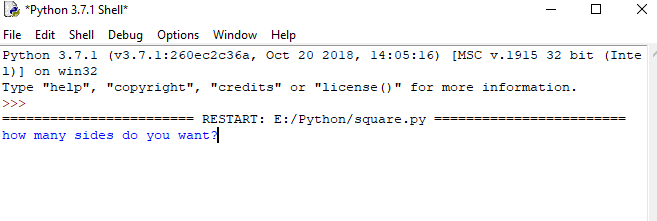 *Python 3.7.1 Shell*
File Edit Shell Debug Options Window Help
Python 3.7.1 (v3.7.1:260ec2c36a, Oct 20 2018, 14:05:16) [MSC v.1915 32 bit (Inte
l)] on win32
Type "help", "copyright", "credits" or "license()" for more information.
>>>
======================== RESTART: E:/Python/square.py ========================
how many sides do you want?